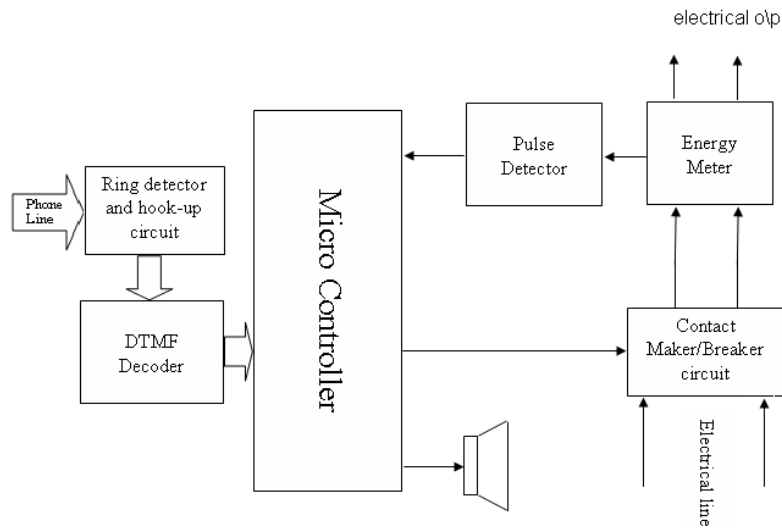 electrical o\p
Pulse
Detector
Energy
Meter
Phone
Line
Ring detector
and hook-up
circuit
Micro Controller
DTMF
Decoder
Contact
Maker/Breaker
circuit
Electrical line